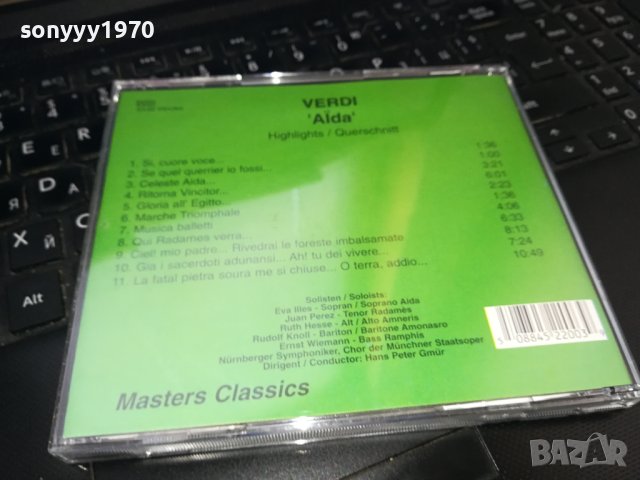 sonyyy1970
VERDI
'Aida'
Highlights / Querschnitt
1. Si, cuore voce... 1:36
2. Se quel querrier io fossi... 1:00
3. Celeste Aida... 3:21
4. Ritorna Vincitor... 6:01
5. Gloria all' Egitto... 2:23
6. Marche Triomphale 1:36
7. Musica balletti 4:06
8. Qui Radames verra... 6:33
9. Ciel! mio padre... Rivedrai le foreste imbalsamate 8:13
10. Gia i sacerdoti adunansi... Ah! tu dei vivere... 7:24
11. La fatal pietra soura me si chiuse... O terra, addio... 10:49
Solisten / Soloists:
Eva Illes - Sopran / Soprano Aida
Juan Perez - Tenor Radamès
Ruth Hesse - Alt / Alto Amneris
Rudolf Knoll - Bariton / Baritone Amonasro
Ernst Wiemann - Bass Ramphis
Nürnberger Symphoniker, Chor der Münchner Staatsoper
Dirigent / Conductor: Hans Peter Gmür
5 08845 22003
Masters Classics
Alt
BAZAR